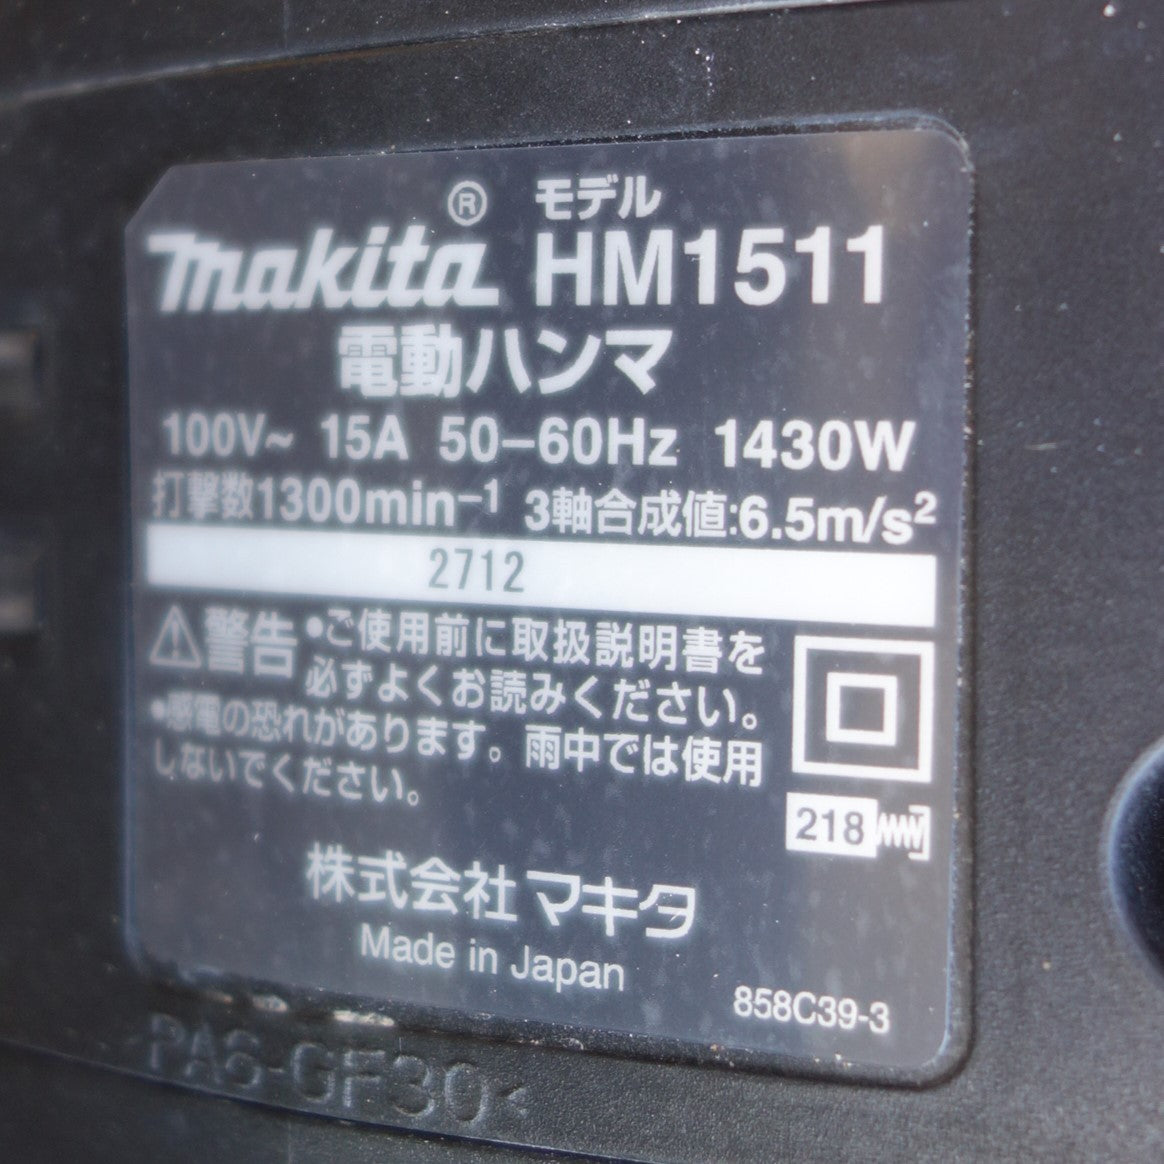 makita® モデル HM1511
電動ハンマ
100V~ 15A 50-60Hz 1430W
打撃数1300min⁻¹ 3軸合成値:6.5m/s²
2712
⚠警告 •ご使用前に取扱説明書を
必ずよくお読みください。
•感電の恐れがあります。雨中では使用
しないでください。
218
株式会社マキタ
Made in Japan
858C39-3
PA6-GF30<